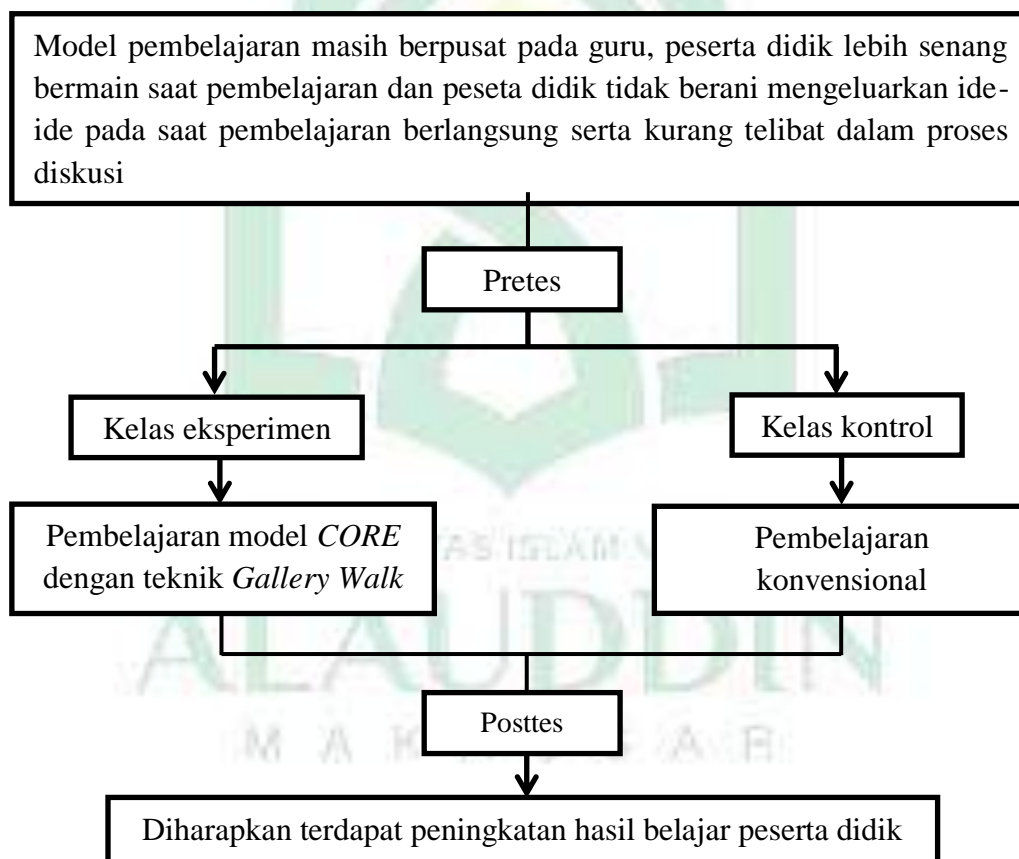 Model pembelajaran masih berpusat pada guru, peserta didik lebih senang
bermain saat pembelajaran dan peseta didik tidak berani mengeluarkan ide-
ide pada saat pembelajaran berlangsung serta kurang telibat dalam proses
diskusi
Pretes
Kelas eksperimen
Kelas kontrol
Pembelajaran model CORE
dengan teknik Gallery Walk
Pembelajaran
konvensional
ISLAM
ALAUDDIN
Posttes
Diharapkan terdapat peningkatan hasil belajar peserta didik